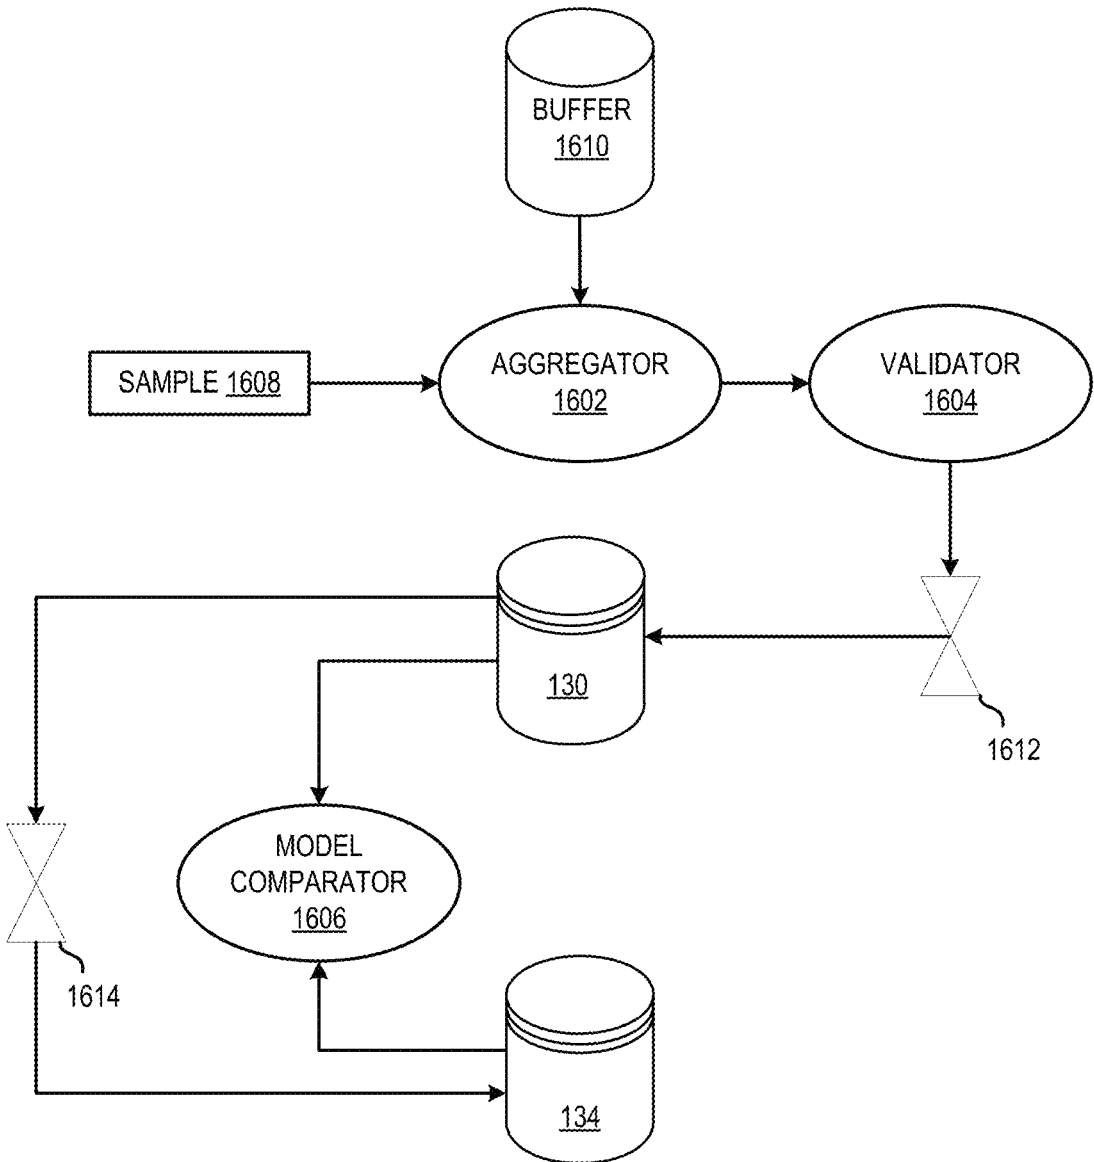 BUFFER
1610
SAMPLE 1608
AGGREGATOR
1602
VALIDATOR
1604
130
1612
MODEL
COMPARATOR
1606
1614
134